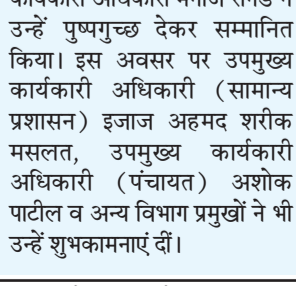 उन्हें पुष्पगुच्छ देकर सम्मानित
किया। इस अवसर पर उपमुख्य
कार्यकारी अधिकारी (सामान्य
प्रशासन) इजाज अहमद शरीक
मसलत, उपमुख्य कार्यकारी
अधिकारी (पंचायत) अशोक
पाटील व अन्य विभाग प्रमुखों ने भी
उन्हें शुभकामनाएं दीं।